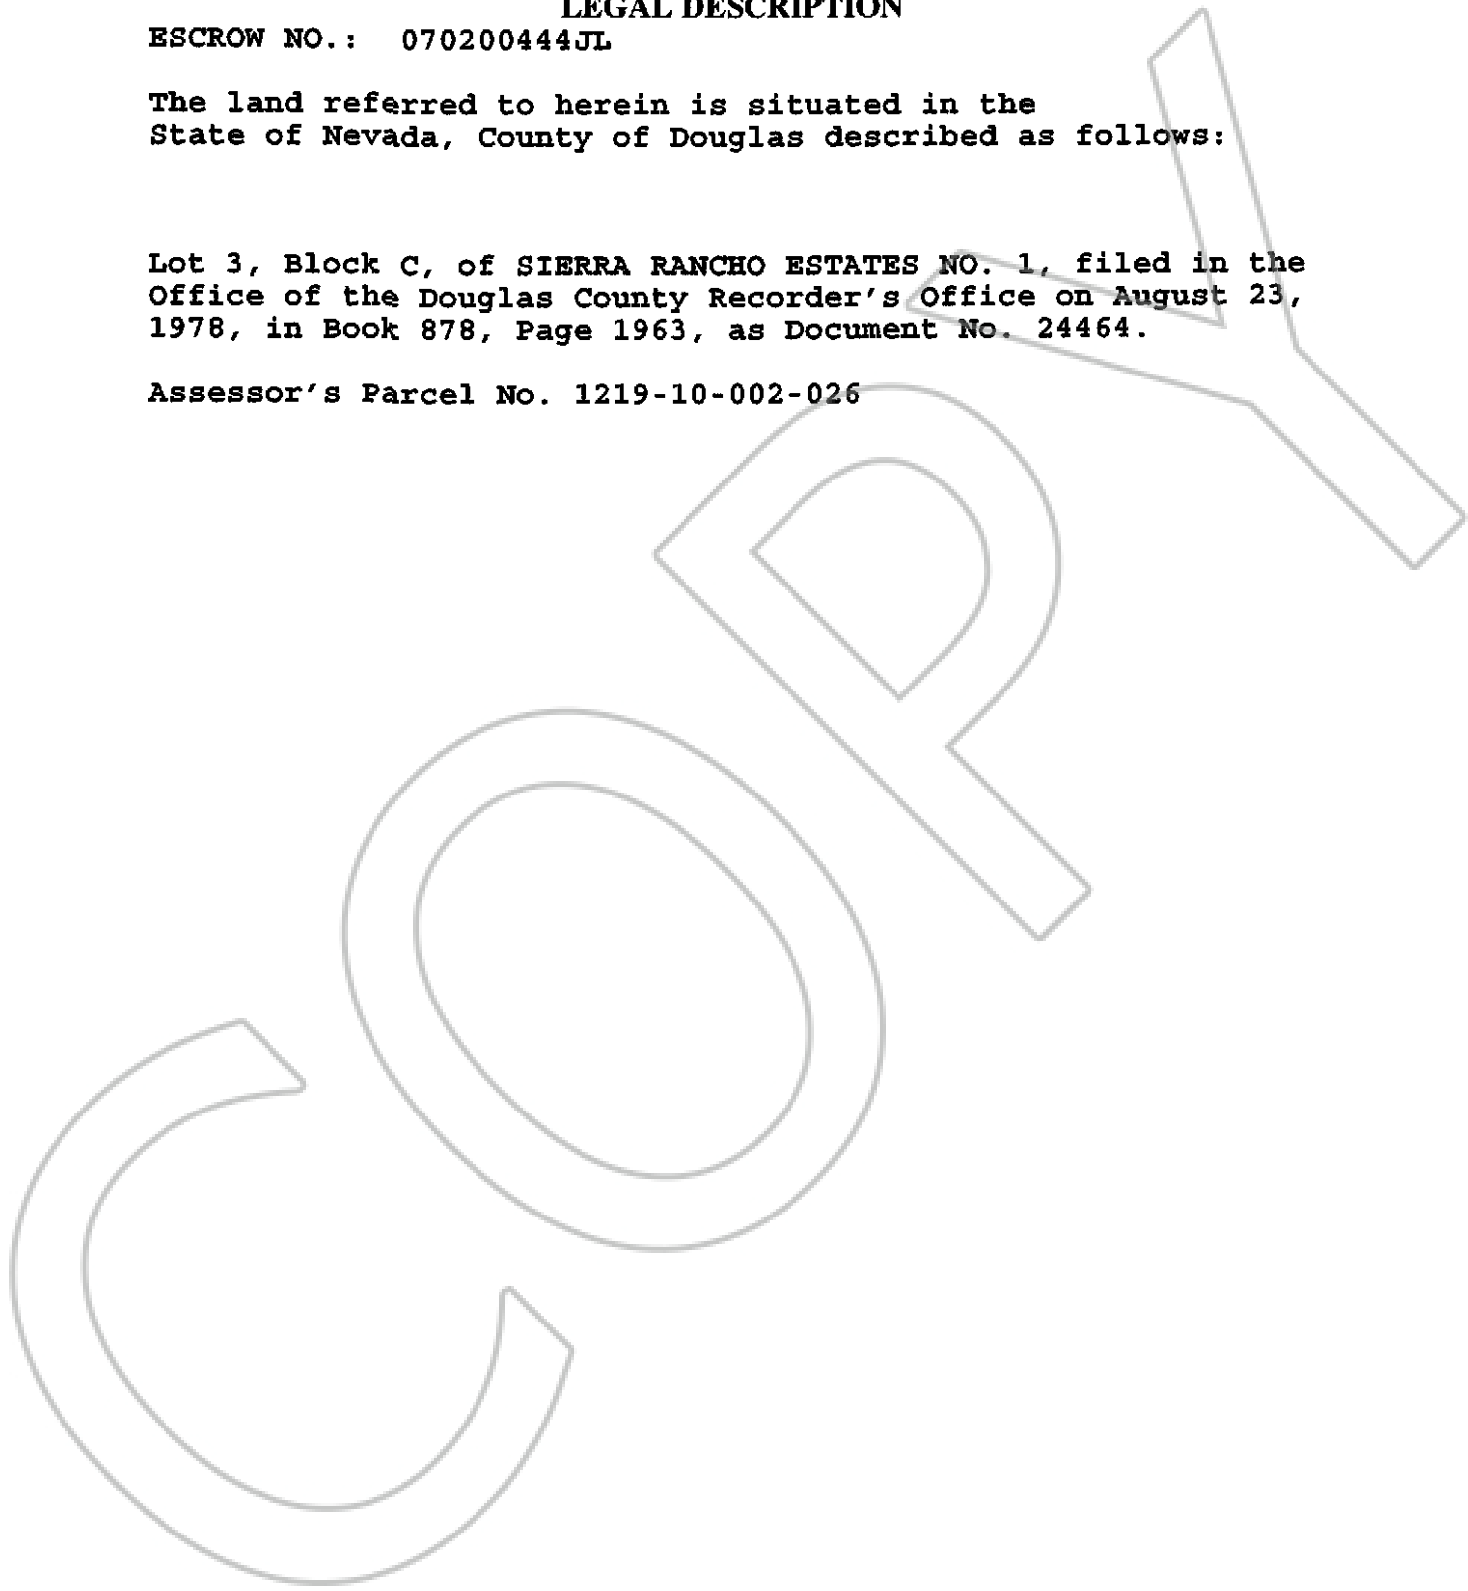 LEGAL DESCRIPTION
ESCROW NO.: 070200444JL
The land referred to herein is situated in the
State of Nevada, County of Douglas described as follows:
Lot 3, Block C, of SIERRA RANCHO ESTATES NO. 1, filed in the
Office of the Douglas County Recorder's Office on August 23,
1978, in Book 878, Page 1963, as Document No. 24464.
Assessor's Parcel No. 1219-10-002-026
COPY